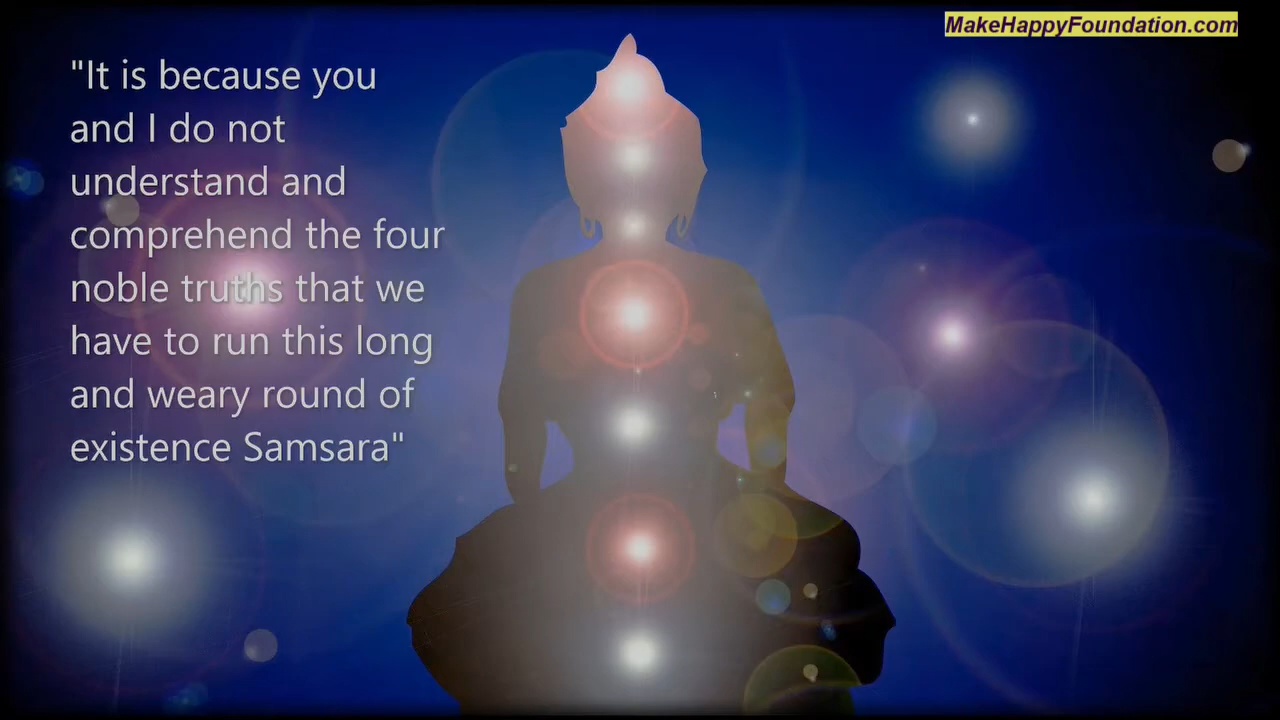 MakeHappyFoundation.com
"It is because you
and I do not
understand and
comprehend the four
noble truths that we
have to run this long
and weary round of
existence Samsara"